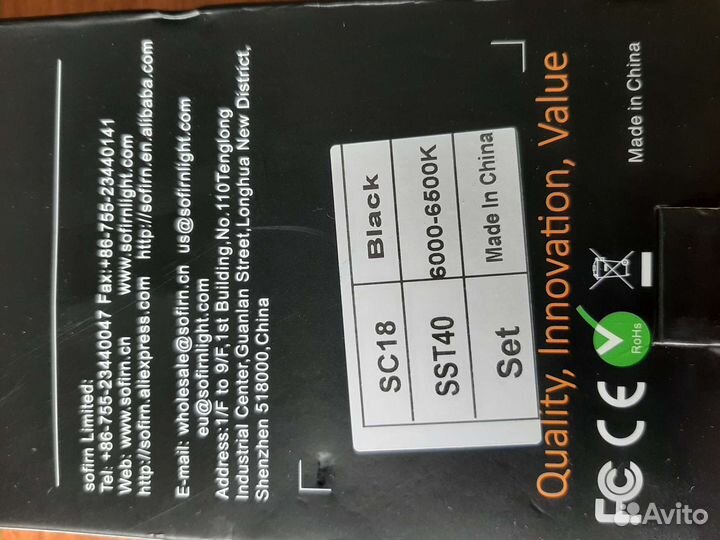 sofirn Limited:
Tel: +86-755-23440047 Fax:+86-755-23440141
Web: www.sofirn.cn www.sofirnlight.com
http://sofirn.aliexpress.com http://sofirn.en.alibaba.com
E-mail: wholesale@sofirn.cn us@sofirnlight.com
eu@sofirnlight.com
Address:1/F to 9/F,1st Building,No.110Tenglong
Industrial Center,Guanlan Street,Longhua New District,
Shenzhen 518000,China
SC18 Black
SST40 6000-6500K
Set Made In China
Quality, Innovation, Value
FC CE RoHs
Made in China
Avito